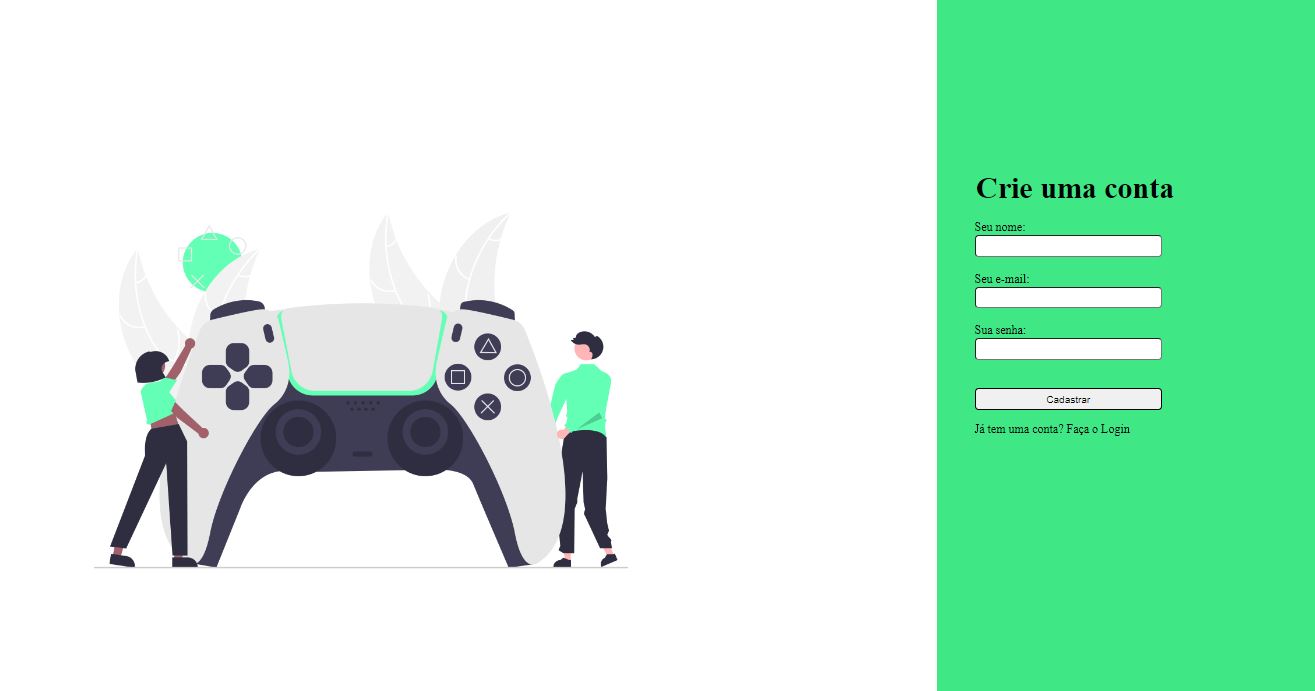 Crie uma conta
Seu nome:
Seu e-mail:
Sua senha:
Cadastrar
Já tem uma conta? Faça o Login